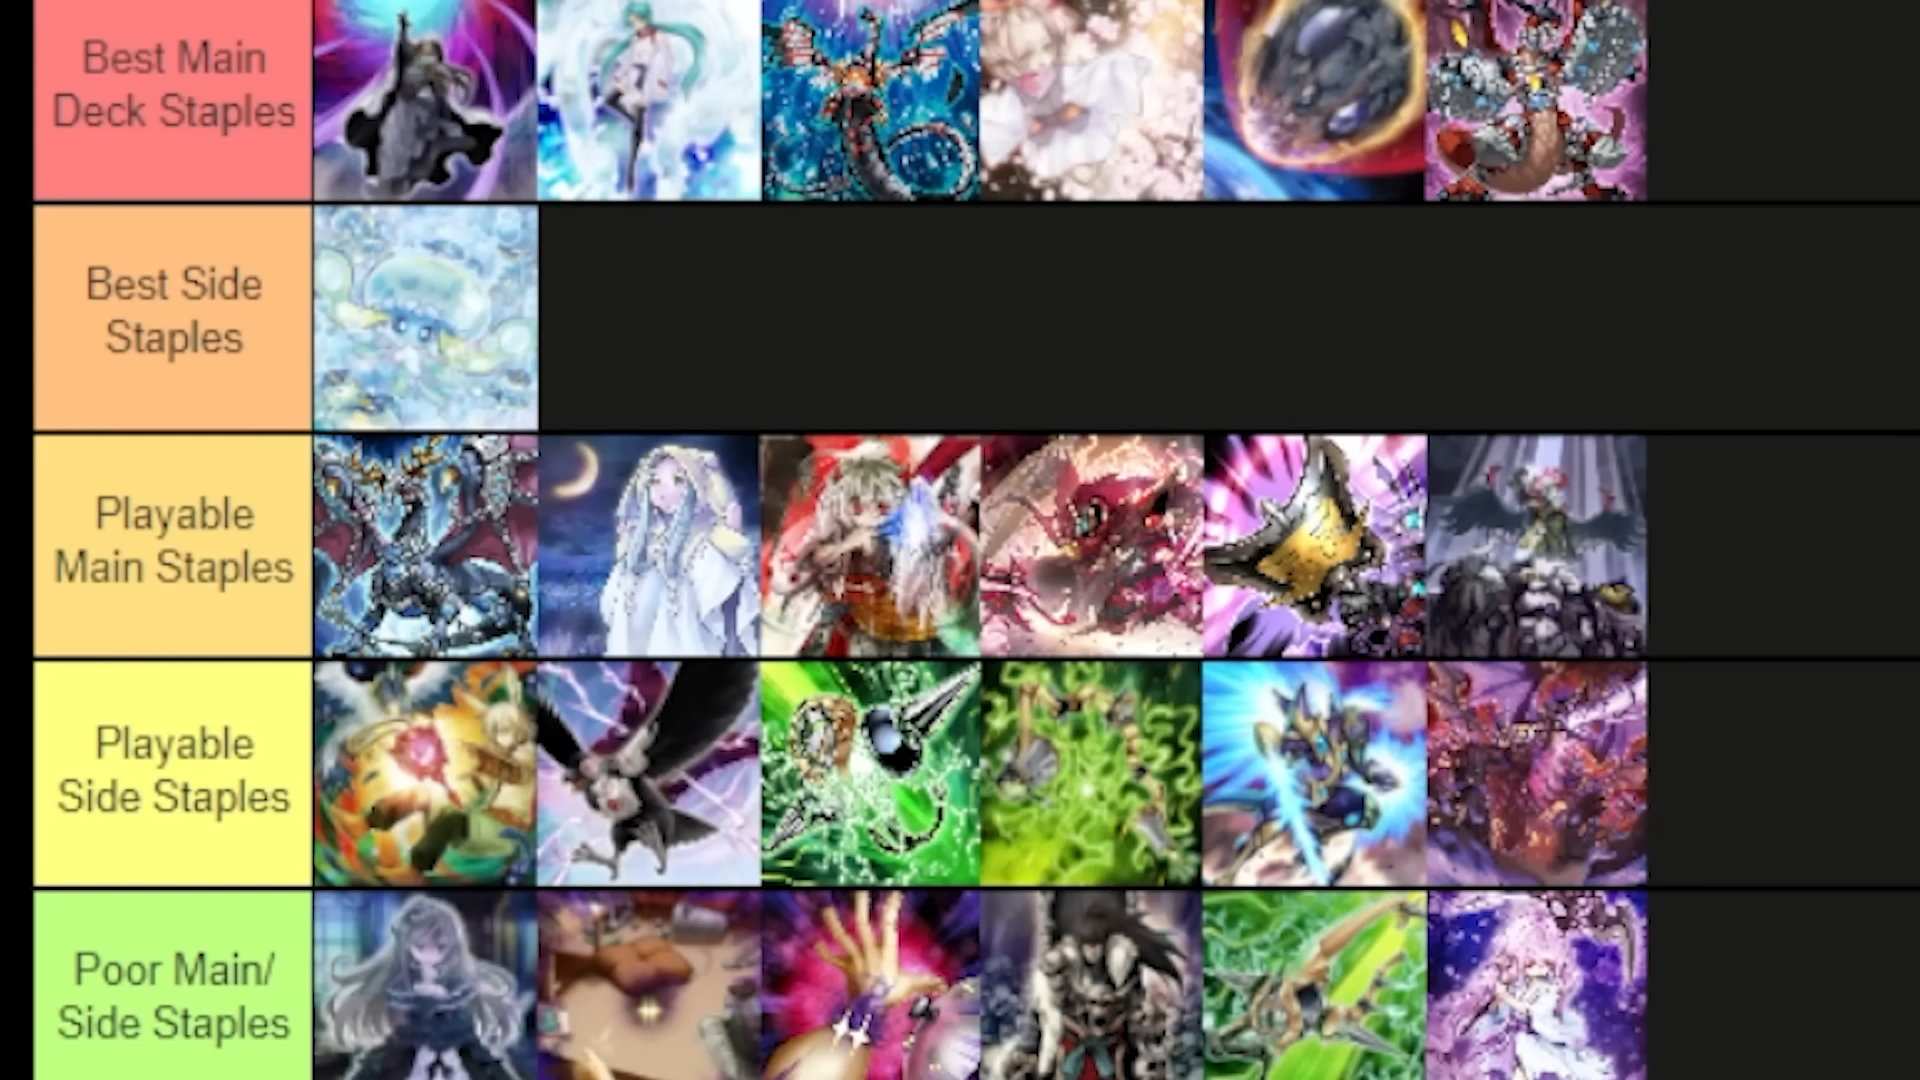 Best Main
Deck Staples
Best Side
Staples
Playable
Main Staples
Playable
Side Staples
Poor Main/
Side Staples